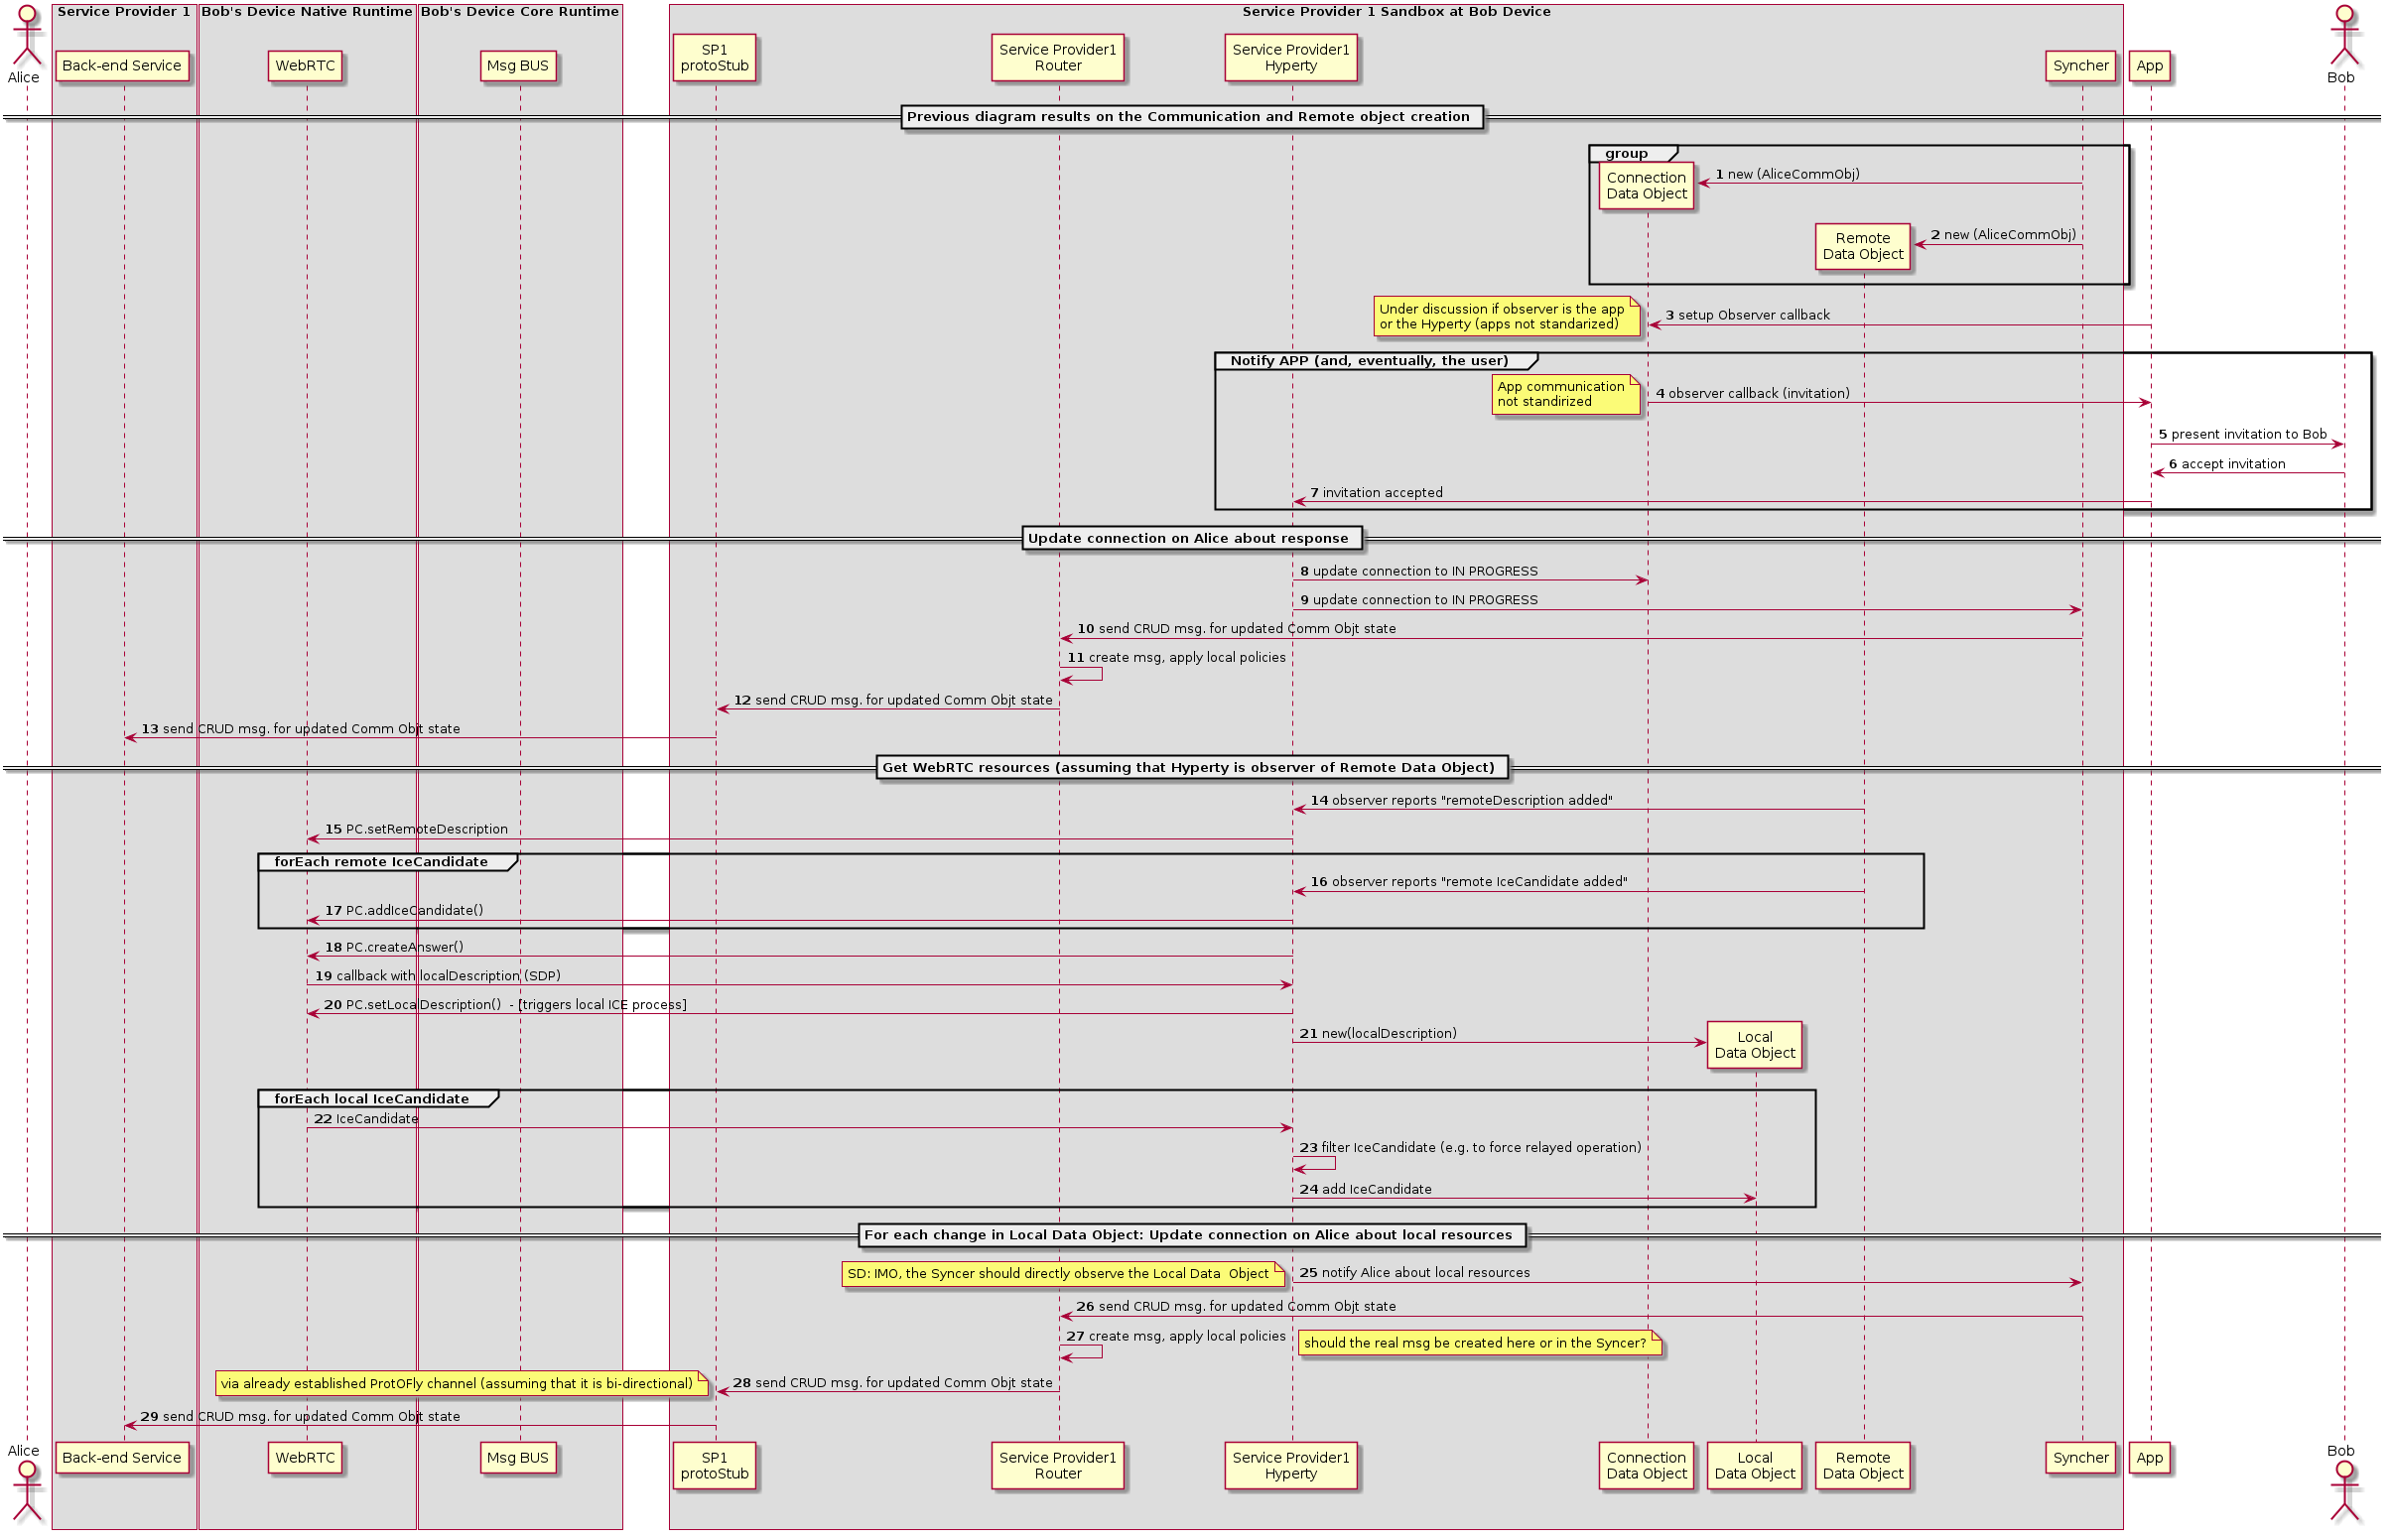 Service Provider 1
Bob's Device Native Runtime
Bob's Device Core Runtime
Service Provider 1 Sandbox at Bob Device
Alice
Back-end Service
WebRTC
Msg BUS
SP1
protoStub
Service Provider1
Router
Service Provider1
Hyperty
Syncher
App
Bob
Previous diagram results on the Communication and Remote object creation
group
Connection
Data Object
1 new (AliceCommObj)
Remote
Data Object
2 new (AliceCommObj)
Under discussion if observer is the app
or the Hyperty (apps not standarized)
3 setup Observer callback
Notify APP (and, eventually, the user)
App communication
not standirized
4 observer callback (invitation)
5 present invitation to Bob
6 accept invitation
7 invitation accepted
Update connection on Alice about response
8 update connection to IN PROGRESS
9 update connection to IN PROGRESS
10 send CRUD msg. for updated Comm Objt state
11 create msg, apply local policies
12 send CRUD msg. for updated Comm Objt state
13 send CRUD msg. for updated Comm Objt state
Get WebRTC resources (assuming that Hyperty is observer of Remote Data Object)
14 observer reports "remoteDescription added"
15 PC.setRemoteDescription
forEach remote IceCandidate
16 observer reports "remote IceCandidate added"
17 PC.addIceCandidate()
18 PC.createAnswer()
19 callback with localDescription (SDP)
20 PC.setLocalDescription()  - [triggers local ICE process]
21 new(localDescription)
Local
Data Object
forEach local IceCandidate
22 IceCandidate
23 filter IceCandidate (e.g. to force relayed operation)
24 add IceCandidate
For each change in Local Data Object: Update connection on Alice about local resources
SD: IMO, the Syncer should directly observe the Local Data  Object
25 notify Alice about local resources
26 send CRUD msg. for updated Comm Objt state
27 create msg, apply local policies
should the real msg be created here or in the Syncer?
via already established ProtOFly channel (assuming that it is bi-directional)
28 send CRUD msg. for updated Comm Objt state
29 send CRUD msg. for updated Comm Objt state
Alice
Back-end Service
WebRTC
Msg BUS
SP1
protoStub
Service Provider1
Router
Service Provider1
Hyperty
Connection
Data Object
Local
Data Object
Remote
Data Object
Syncher
App
Bob